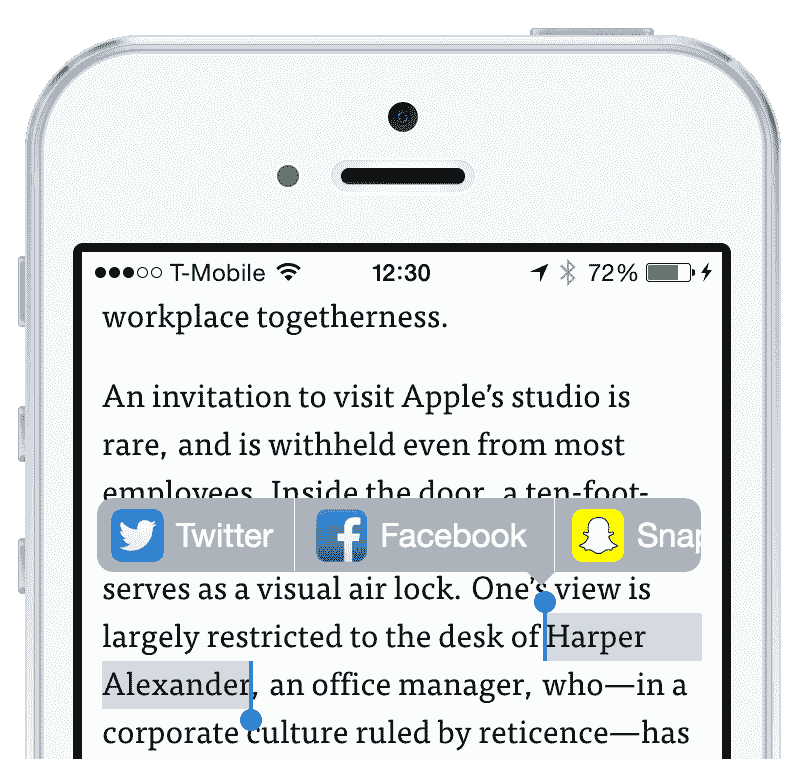 T-Mobile 12:30 72%
workplace togetherness.
An invitation to visit Apple’s studio is
rare, and is withheld even from most
employees. Inside the door, a ten-foot-
Twitter Facebook Snap
serves as a visual air lock. One’s view is
largely restricted to the desk of Harper
Alexander, an office manager, who—in a
corporate culture ruled by reticence—has